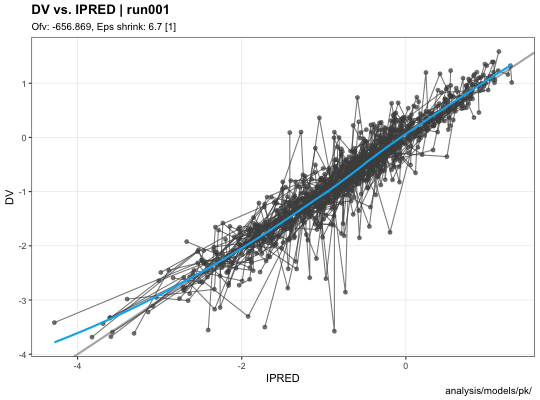 DV vs. IPRED | run001
Ofv: -656.869, Eps shrink: 6.7 [1]
DV
1
0
-1
-2
-3
-4
-4 -2 0
IPRED
analysis/models/pk/